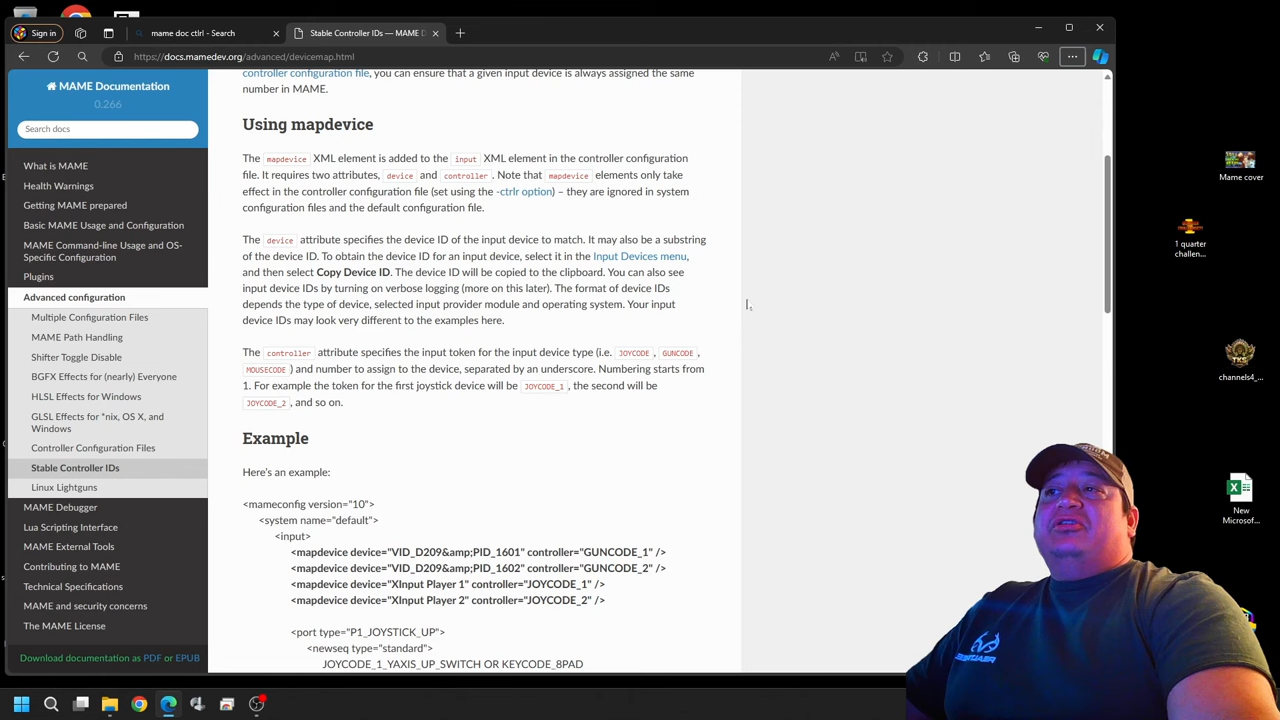 Sign in
mame doc ctlrl - Search
Stable Controller IDs — MAME D
https://docs.mamedev.org/advanced/devicemap.html
MAME Documentation
0.266
Search docs
What is MAME
Health Warnings
Getting MAME prepared
Basic MAME Usage and Configuration
MAME Command-line Usage and OS-
Specific Configuration
Plugins
Advanced configuration
Multiple Configuration Files
MAME Path Handling
Shifter Toggle Disable
BGFX Effects for (nearly) Everyone
HLSL Effects for Windows
GLSL Effects for *nix, OS X, and
Windows
Controller Configuration Files
Stable Controller IDs
Linux Lightguns
MAME Debugger
Lua Scripting Interface
MAME External Tools
Contributing to MAME
Technical Specifications
MAME and security concerns
The MAME License
Download documentation as PDF or EPUB
controller configuration file, you can ensure that a given input device is always assigned the same
number in MAME.
Using mapdevice
The mapdevice XML element is added to the input XML element in the controller configuration
file. It requires two attributes, device and controller. Note that mapdevice elements only take
effect in the controller configuration file (set using the -ctrlr option) – they are ignored in system
configuration files and the default configuration file.
The device attribute specifies the device ID of the input device to match. It may also be a substring
of the device ID. To obtain the device ID for an input device, select it in the Input Devices menu,
and then select Copy Device ID. The device ID will be copied to the clipboard. You can also see
input device IDs by turning on verbose logging (more on this later). The format of device IDs
depends the type of device, selected input provider module and operating system. Your input
device IDs may look very different to the examples here.
The controller attribute specifies the input token for the input device type (i.e. JOYCODE, GUNCODE,
MOUSECODE) and number to assign to the device, separated by an underscore. Numbering starts from
1. For example the token for the first joystick device will be JOYCODE_1, the second will be
JOYCODE_2, and so on.
Example
Here's an example:
<mameconfig version="10">
<system name="default">
<input>
<mapdevice device="VID_D209&amp;PID_1601" controller="GUNCODE_1" />
<mapdevice device="VID_D209&amp;PID_1602" controller="GUNCODE_2" />
<mapdevice device="XInput Player 1" controller="JOYCODE_1" />
<mapdevice device="XInput Player 2" controller="JOYCODE_2" />
<port type="P1_JOYSTICK_UP">
<newseq type="standard">
JOYCODE_1_YAXIS_UP_SWITCH OR KEYCODE_8PAD
Mame cover
1 quarter
challen...
TKS
channels4_...
New
Microsof...